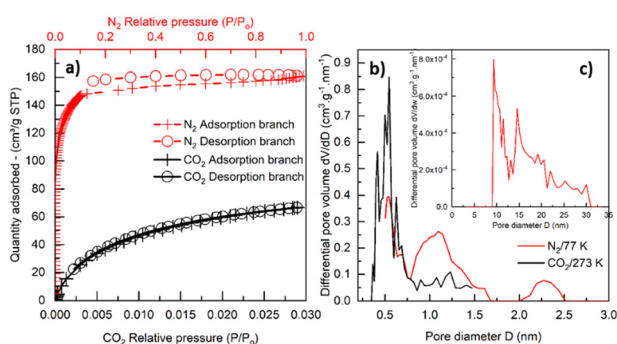 N₂ Relative pressure (P/Pₒ)
0.0 0.2 0.4 0.6 0.8 1.0
180
160
140
120
100
80
60
40
20
0
Quantity adsorbed - (cm³/g STP)
a)
N₂ Adsorption branch
N₂ Desorption branch
CO₂ Adsorption branch
CO₂ Desorption branch
0.000 0.005 0.010 0.015 0.020 0.025 0.030
CO₂ Relative pressure (P/Pₒ)
b)
Differential pore volume dV/dD (cm³.g⁻¹.nm⁻¹)
0.9
0.8
0.7
0.6
0.5
0.4
0.3
0.2
0.1
0.0
0.5 1.0 1.5 2.0 2.5 3.0
Pore diameter D (nm)
N₂/77 K
CO₂/273 K
c)
Differential pore volume dV/dw (cm³.g⁻¹.nm⁻¹)
8.0x10⁻⁴
6.0x10⁻⁴
4.0x10⁻⁴
2.0x10⁻⁴
0.0
0 5 10 15 20 25 30 35
Pore diameter D (nm)